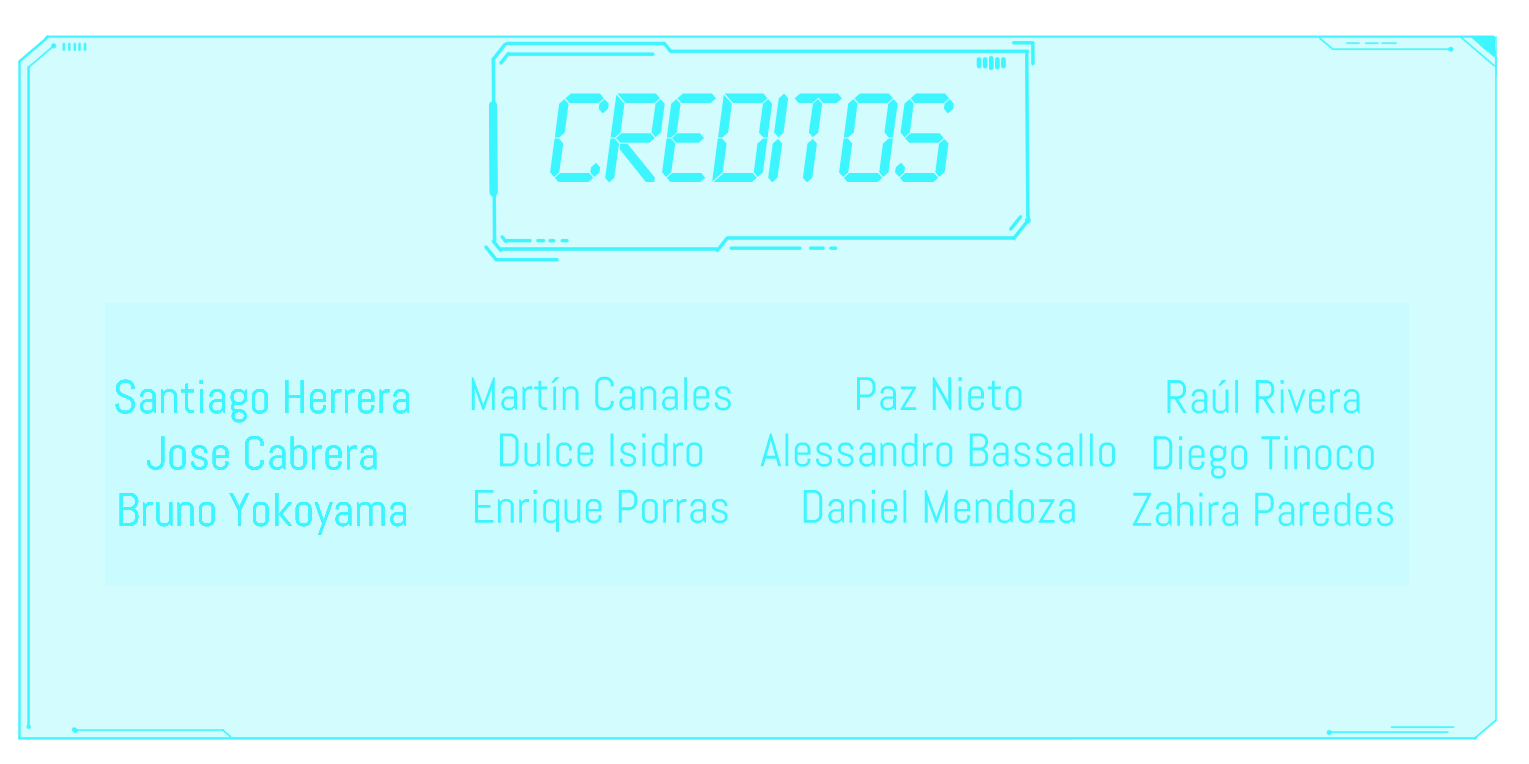 CREDITOS
Santiago Herrera
Jose Cabrera
Bruno Yokoyama
Martín Canales
Dulce Isidro
Enrique Porras
Paz Nieto
Alessandro Bassallo
Daniel Mendoza
Raúl Rivera
Diego Tinoco
Zahira Paredes